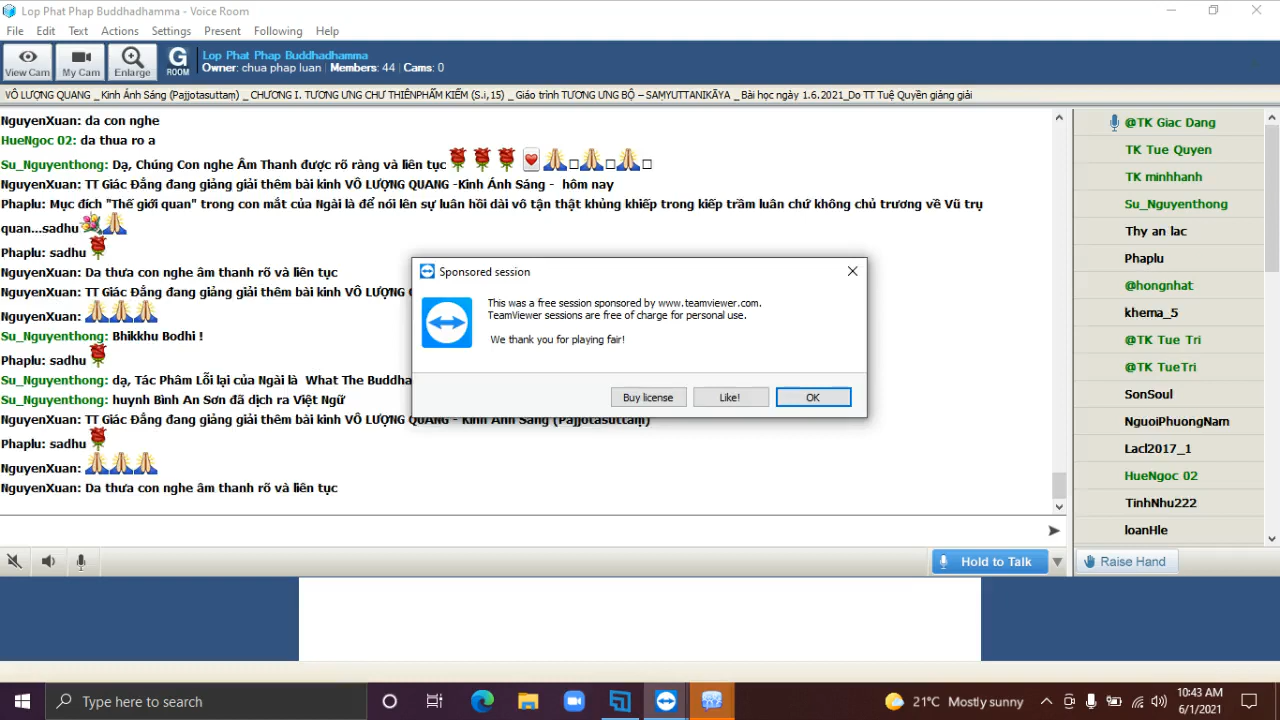 Lop Phat Phap Buddhadhamma - Voice Room
File Edit Text Actions Settings Present Following Help
View Cam My Cam Enlarge G ROOM
Lop Phat Phap Buddhadhamma
Owner: chua phap luan | Members: 44 | Cams: 0
VÔ LƯỢNG QUANG _Kinh Ánh Sáng (Pajjotasuttaṃ) _CHƯƠNG I. TƯƠNG ƯNG CHƯ THIÊNPHẨM KIẾM (S.i,15) _Giáo trình TƯƠNG ƯNG BỘ – SAṂYUTTANIKĀYA _Bài học ngày 1.6.2021_Do TT Tuệ Quyền giảng giải
NguyenXuan: da con nghe
HueNgoc 02: da thua ro a
Su_Nguyenthong: Dạ, Chúng Con nghe Âm Thanh được rõ ràng và liên tục
NguyenXuan: TT Giác Đẳng đang giảng giải thêm bài kinh VÔ LƯỢNG QUANG -Kinh Ánh Sáng - hôm nay
Phaplu: Mục đích "Thế giới quan" trong con mắt của Ngài là để nói lên sự luân hồi dài vô tận thật khủng khiếp trong kiếp trầm luân chứ không chủ trương về Vũ trụ
quan...sadhu
Phaplu: sadhu
NguyenXuan: Da thưa con nghe âm thanh rõ và liên tục
NguyenXuan: TT Giác Đẳng đang giảng giải thêm bài kinh VÔ LƯỢNG
NguyenXuan:
Su_Nguyenthong: Bhikkhu Bodhi !
Phaplu: sadhu
Su_Nguyenthong: dạ, Tác Phâm Lỗi lại của Ngài là What The Buddha
Su_Nguyenthong: huynh Bình An Sơn đã dịch ra Việt Ngữ
NguyenXuan: TT Giác Đẳng đang giảng giải thêm bài kinh VÔ LƯỢNG QUANG - Kinh Ánh Sáng (Pajjotasuttaṃ)
Phaplu: sadhu
NguyenXuan:
NguyenXuan: Da thưa con nghe âm thanh rõ và liên tục
Sponsored session
This was a free session sponsored by www.teamviewer.com.
TeamViewer sessions are free of charge for personal use.
We thank you for playing fair!
Buy license Like! OK
@TK Giac Dang
TK Tue Quyen
TK minhhanh
Su_Nguyenthong
Thy an lac
Phaplu
@hongnhat
khema_5
@TK Tue Tri
@TK TueTri
SonSoul
NguoiPhuongNam
Lacl2017_1
HueNgoc 02
TinhNhu222
loanHle
Hold to Talk
Raise Hand
Type here to search
21°C Mostly sunny
10:43 AM
6/1/2021